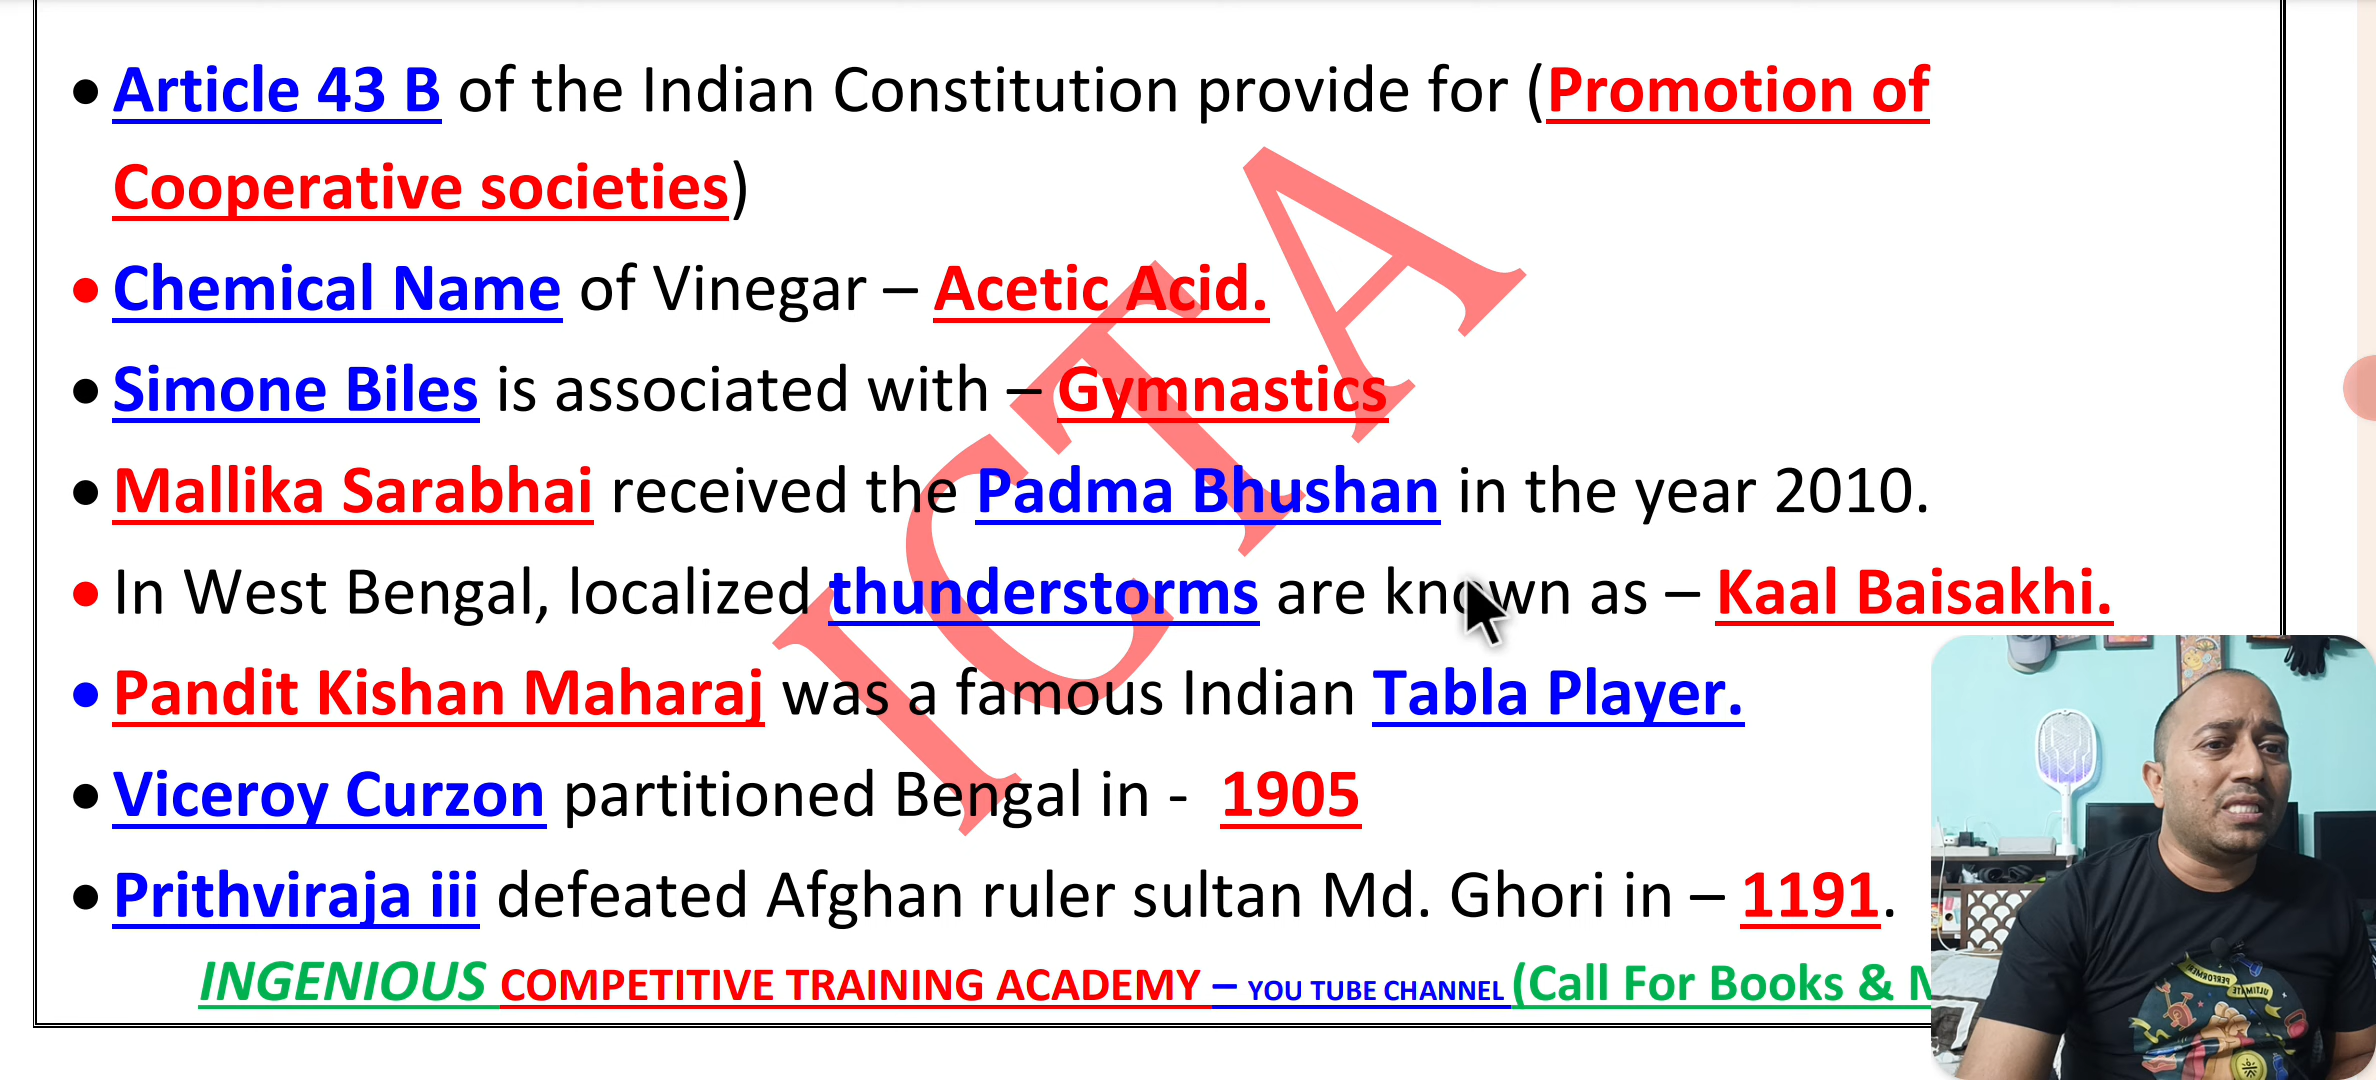 • Article 43 B of the Indian Constitution provide for (Promotion of
Cooperative societies)
• Chemical Name of Vinegar – Acetic Acid.
• Simone Biles is associated with – Gymnastics
• Mallika Sarabhai received the Padma Bhushan in the year 2010.
• In West Bengal, localized thunderstorms are known as – Kaal Baisakhi.
• Pandit Kishan Maharaj was a famous Indian Tabla Player.
• Viceroy Curzon partitioned Bengal in - 1905
• Prithviraja iii defeated Afghan ruler sultan Md. Ghori in – 1191.
INGENIOUS COMPETITIVE TRAINING ACADEMY – YOU TUBE CHANNEL (Call For Books &
ICTA